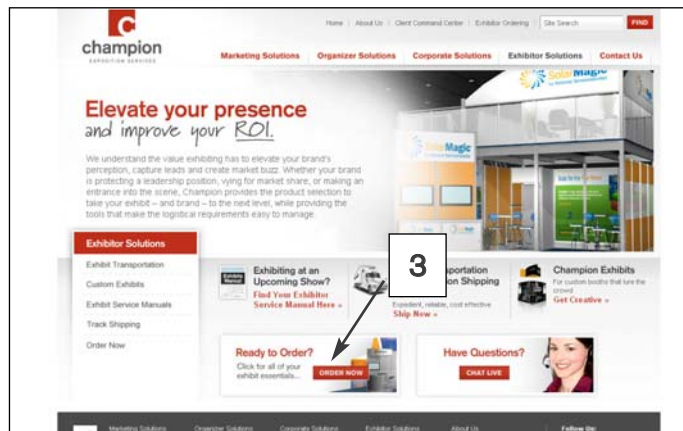 Home | About Us | Client Command Center | Exhibitor Ordering | Site Search FIND
C
champion
EXPOSITION SERVICES
Marketing Solutions Organizer Solutions Corporate Solutions Exhibitor Solutions Contact Us
SolarMagic
Elevate your presence
and improve your ROI.
SolarMagic
We understand the value exhibiting has to elevate your brand's
perception, capture leads and create market buzz. Whether your brand
is protecting a leadership position, vying for market share, or making an
entrance into the scene, Champion provides the product selection to
take your exhibit – and brand – to the next level, while providing the
tools that make the logistical requirements easy to manage.
Exhibitor Solutions
Exhibit Transportation
Custom Exhibits
Exhibit Service Manuals
Track Shipping
Order Now
Exhibits
Manual
Exhibiting at an
Upcoming Show?
Find Your Exhibitor
Service Manual Here »
3
on Shipping
Expedient, reliable, cost effective
Ship Now »
Champion Exhibits
For custom booths that lure the
crowd
Get Creative »
Ready to Order?
Click for all of your
exhibit essentials...
ORDER NOW
Have Questions?
CHAT LIVE
Marketing Solutions Organizer Solutions Corporate Solutions Exhibitor Solutions About Us Follow Us: